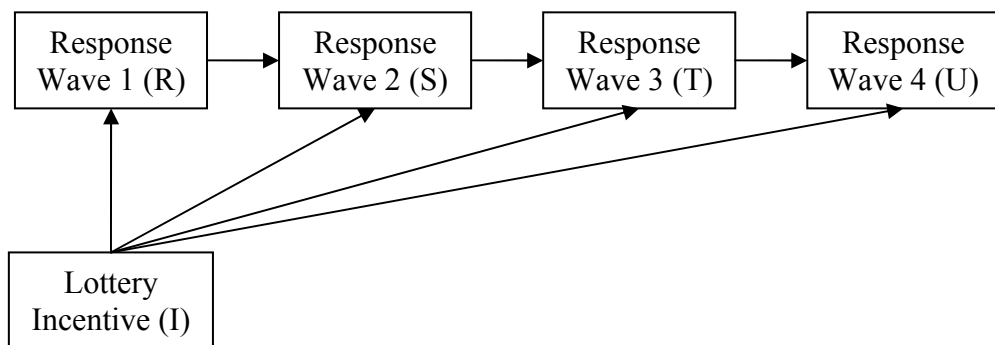 Response
Wave 1 (R)
Response
Wave 2 (S)
Response
Wave 3 (T)
Response
Wave 4 (U)
Lottery
Incentive (I)